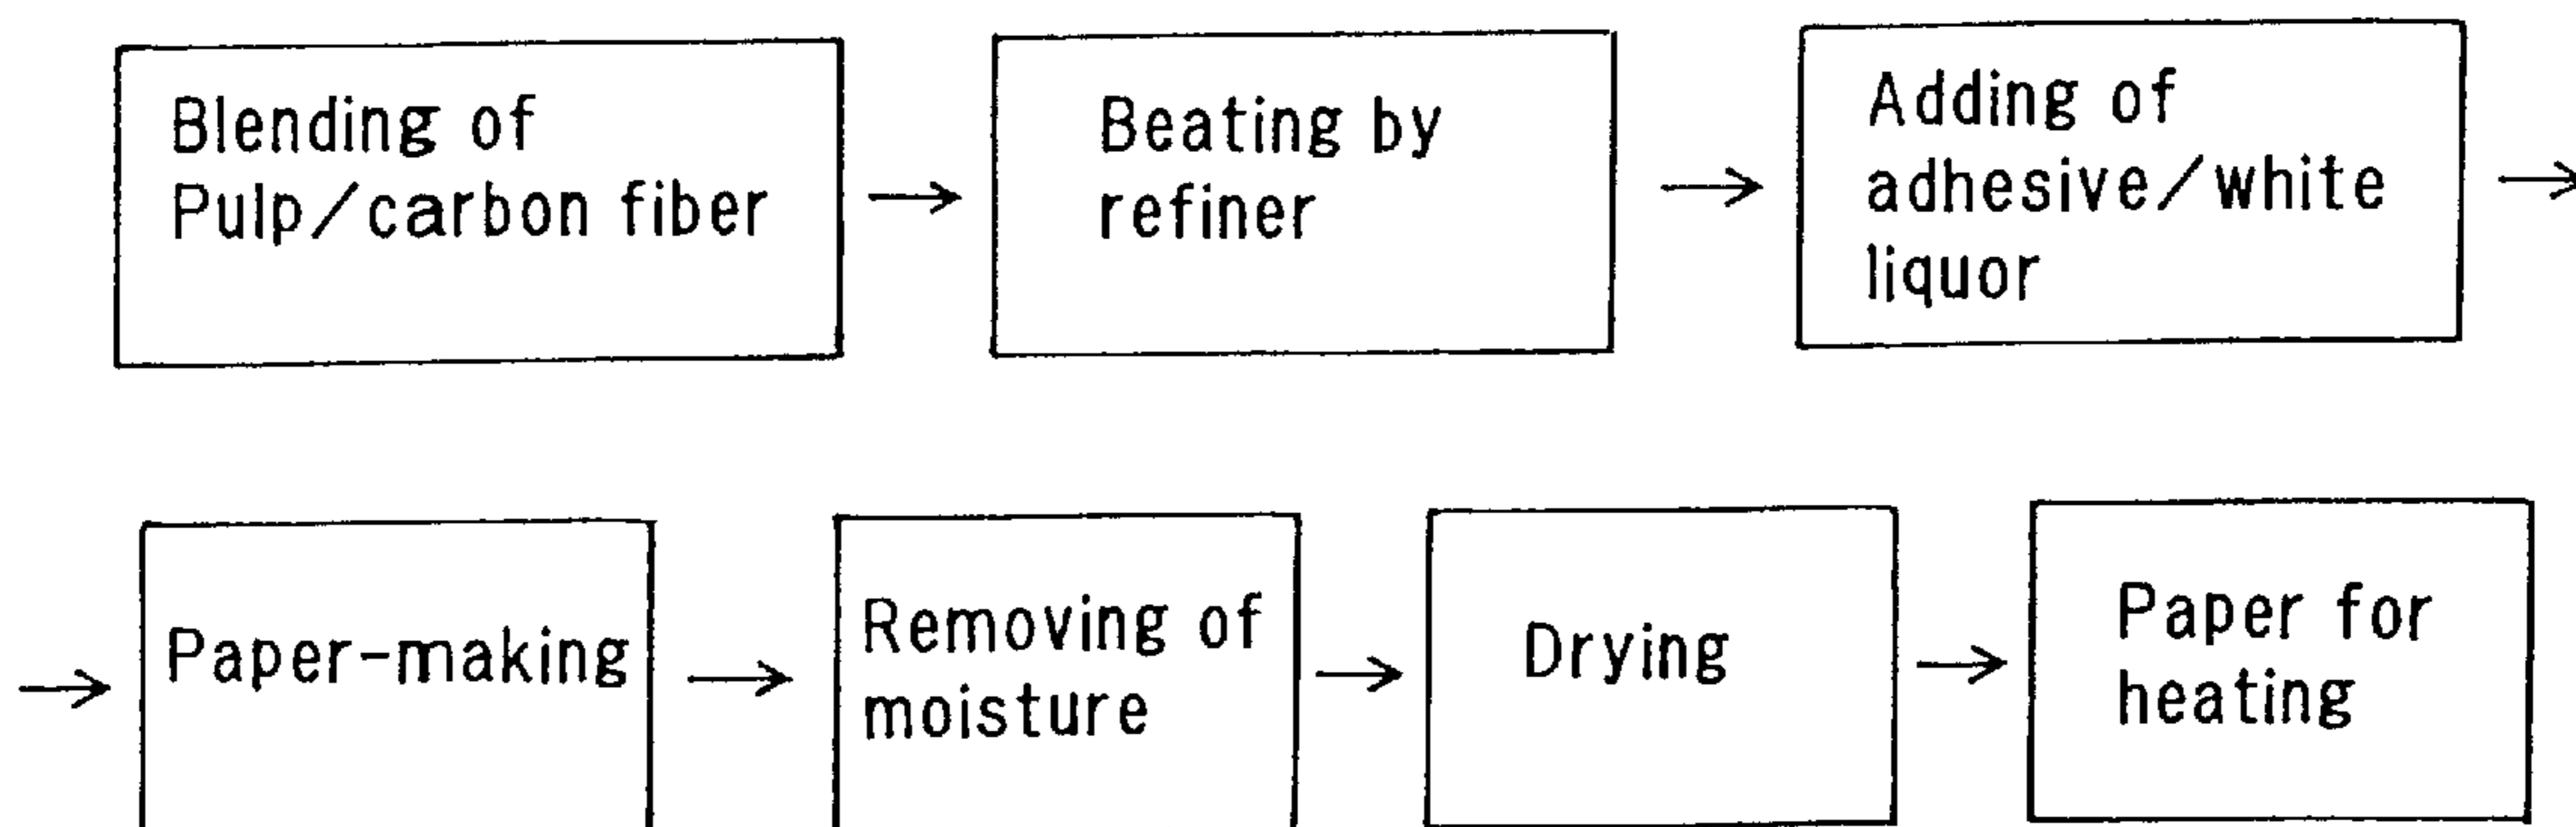 Blending of
Pulp/carbon fiber
Beating by
refiner
Adding of
adhesive/white
liquor
Paper-making
Removing of
moisture
Drying
Paper for
heating